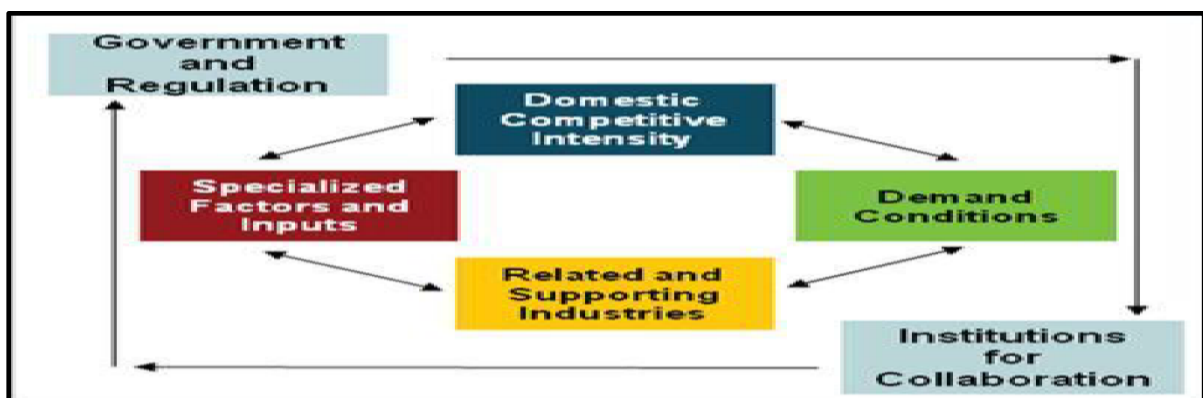 Government
and
Regulation
Domestic
Competitive
Intensity
Specialized
Factors and
Inputs
Demand
Conditions
Related and
Supporting
Industries
Institutions
for
Collaboration